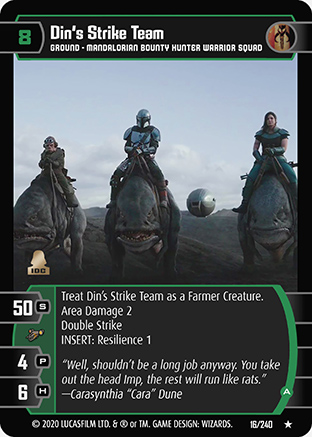 8 Din's Strike Team
GROUND - MANDALORIAN BOUNTY HUNTER WARRIOR SQUAD
IDC
50 S
4 P
6 H
Treat Din's Strike Team as a Farmer Creature.
Area Damage 2
Double Strike
INSERT: Resilience 1
"Well, shouldn't be a long job anyway. You take
out the head Imp, the rest will run like rats."
—Carasynthia "Cara" Dune
A
© 2020 LUCASFILM LTD. & ® or TM. GAME DESIGN: WIZARDS. 16/240 ★